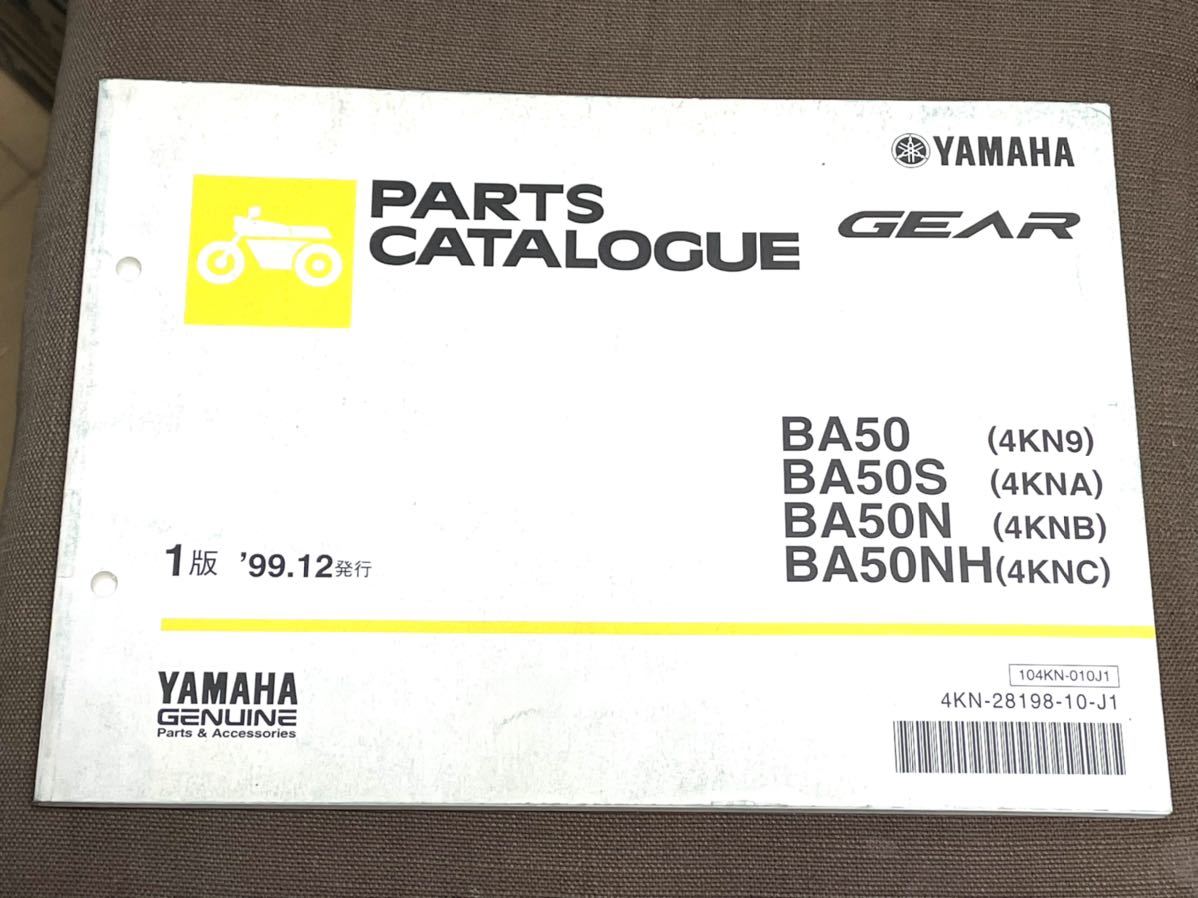 YAMAHA
PARTS
CATALOGUE
GEAR
BA50 (4KN9)
BA50S (4KNA)
BA50N (4KNB)
BA50NH(4KNC)
1版 '99.12発行
YAMAHA
GENUINE
Parts & Accessories
104KN-010J1
4KN-28198-10-J1